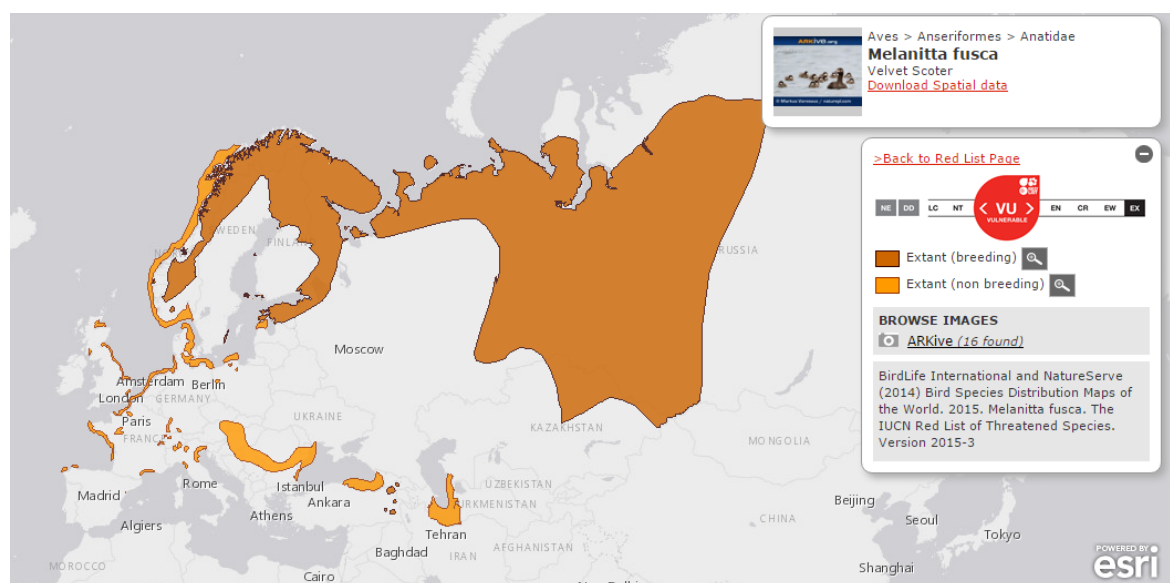 Aves > Anseriformes > Anatidae
Melanitta fusca
Velvet Scoter
Download Spatial data
ARKive.org
>Back to Red List Page
NE DD LC NT < VU > EN CR EW EX
VULNERABLE
Extant (breeding)
Extant (non breeding)
BROWSE IMAGES
ARKive (16 found)
BirdLife International and NatureServe
(2014) Bird Species Distribution Maps of
the World. 2015. Melanitta fusca. The
IUCN Red List of Threatened Species.
Version 2015-3
SWEDEN
RUSSIA
Moscow
Amsterdam
Berlin
London
GERMANY
Paris
UKRAINE
FRANCE
KAZAKHSTAN
MONGOLIA
Rome
Istanbul
UZBEKISTAN
Madrid
Ankara
TURKMENISTAN
Beijing
Athens
Seoul
Algiers
Tehran
CHINA
Tokyo
Baghdad
IRAN
AFGHANISTAN
MOROCCO
Shanghai
Cairo
POWERED BY
esri